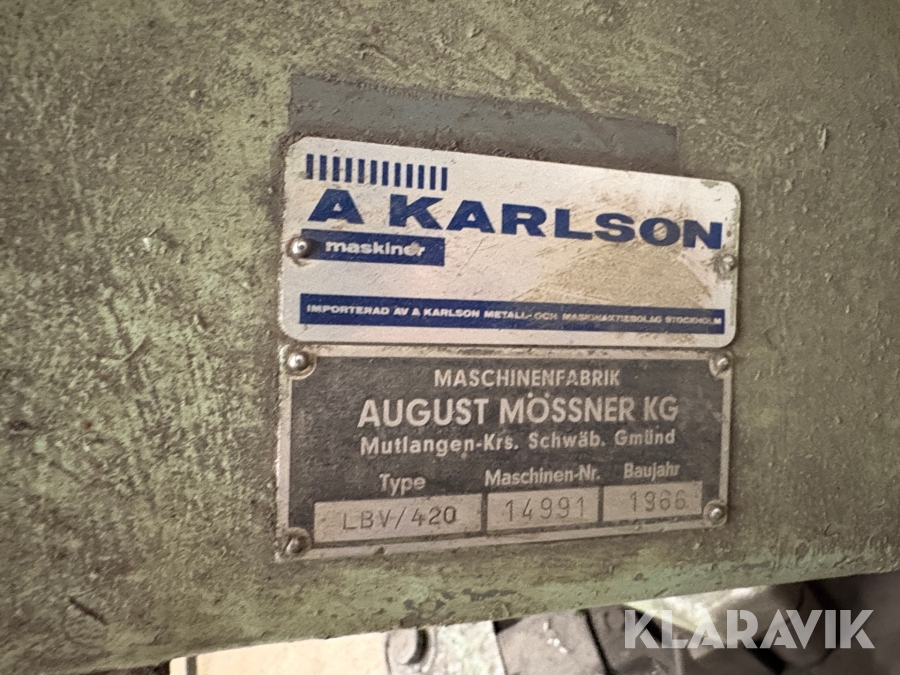 A KARLSON
maskiner
IMPORTERAD AV A KARLSON METALL- OCH MASKINAKTIEBOLAG STOCKHOLM
MASCHINENFABRIK
AUGUST MÖSSNER KG
Mutlangen-Krs. Schwäb. Gmünd
Type Maschinen-Nr. Baujahr
LBV/420 14991 1966
KLARAVIK